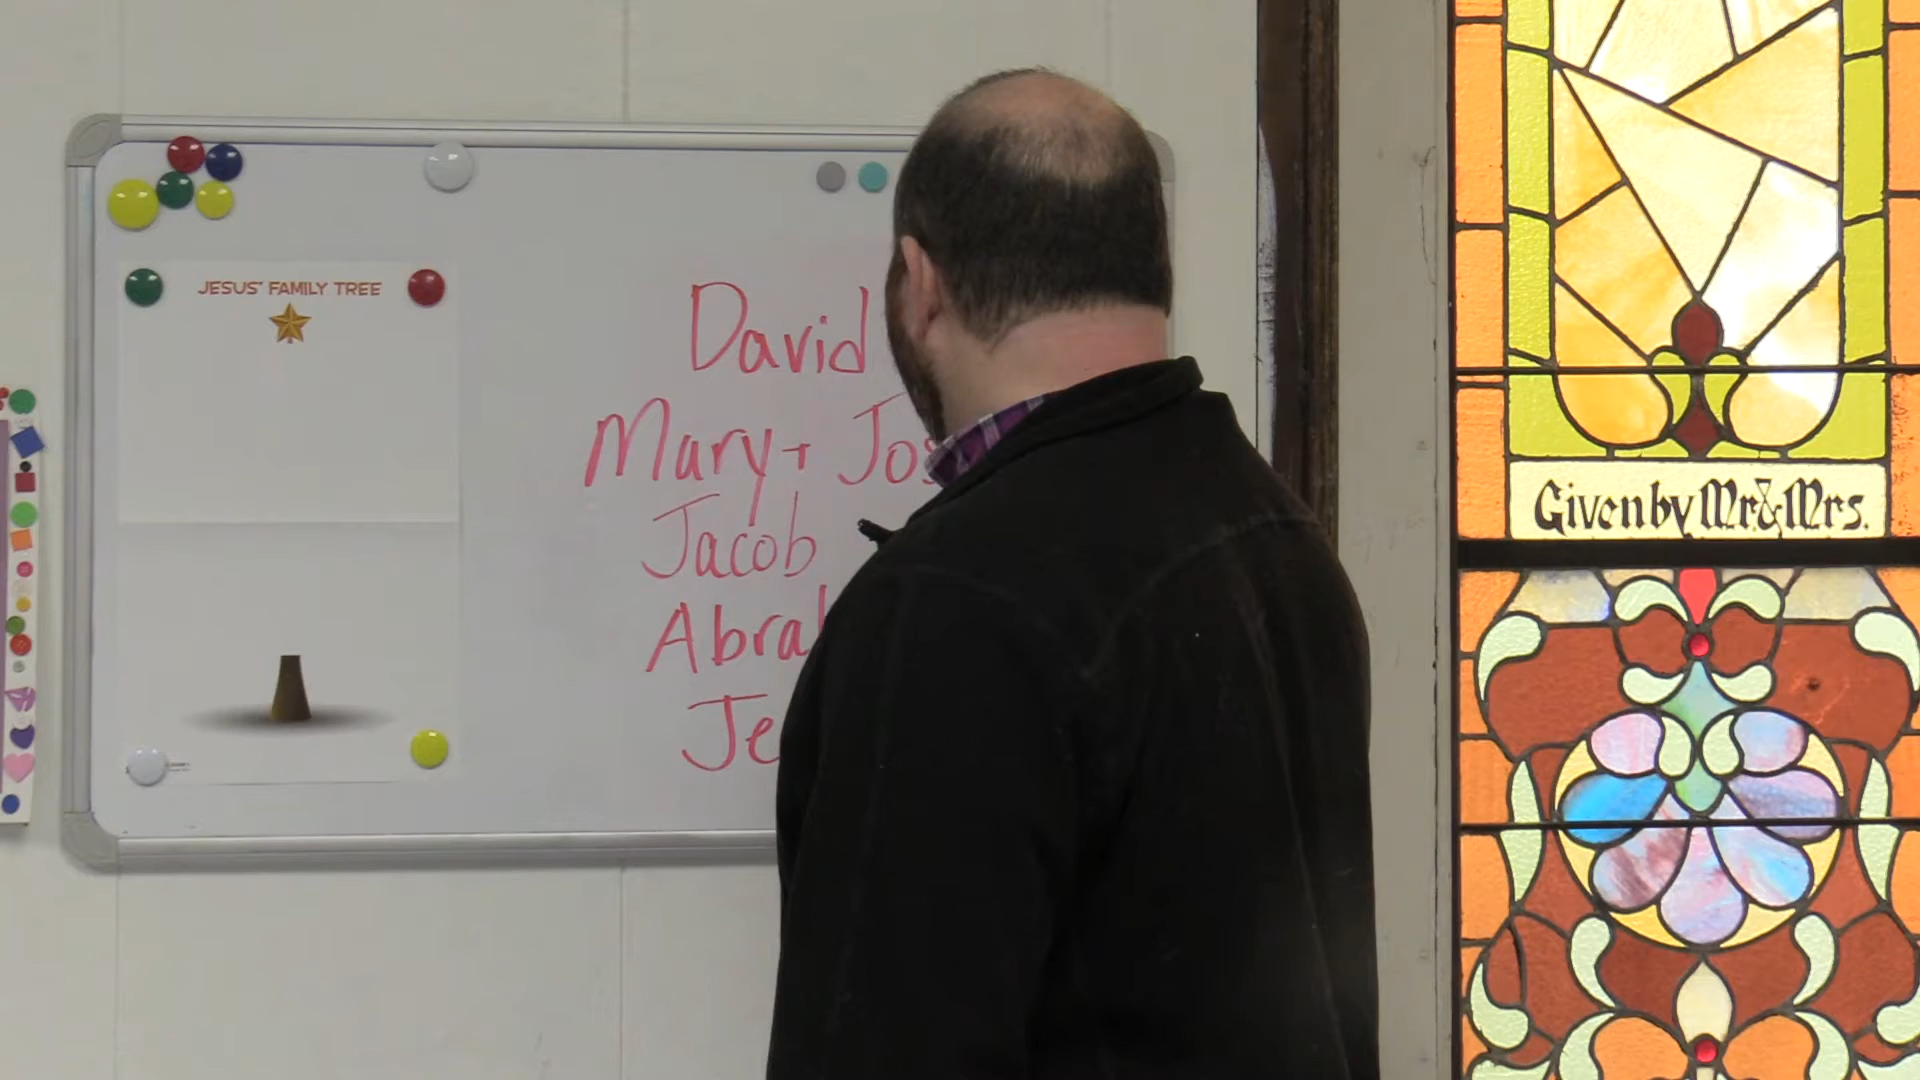 JESUS' FAMILY TREE
David
Mary + Jos
Jacob
Abra
Je
Given by Mr. & Mrs.